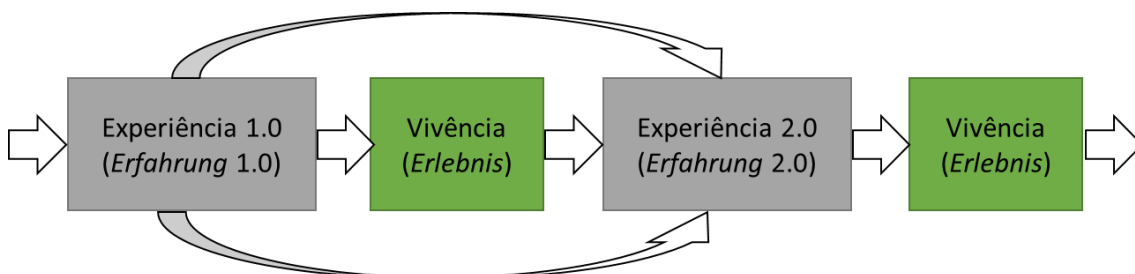 Experiência 1.0
(Erfahrung 1.0)
Vivência
(Erlebnis)
Experiência 2.0
(Erfahrung 2.0)
Vivência
(Erlebnis)